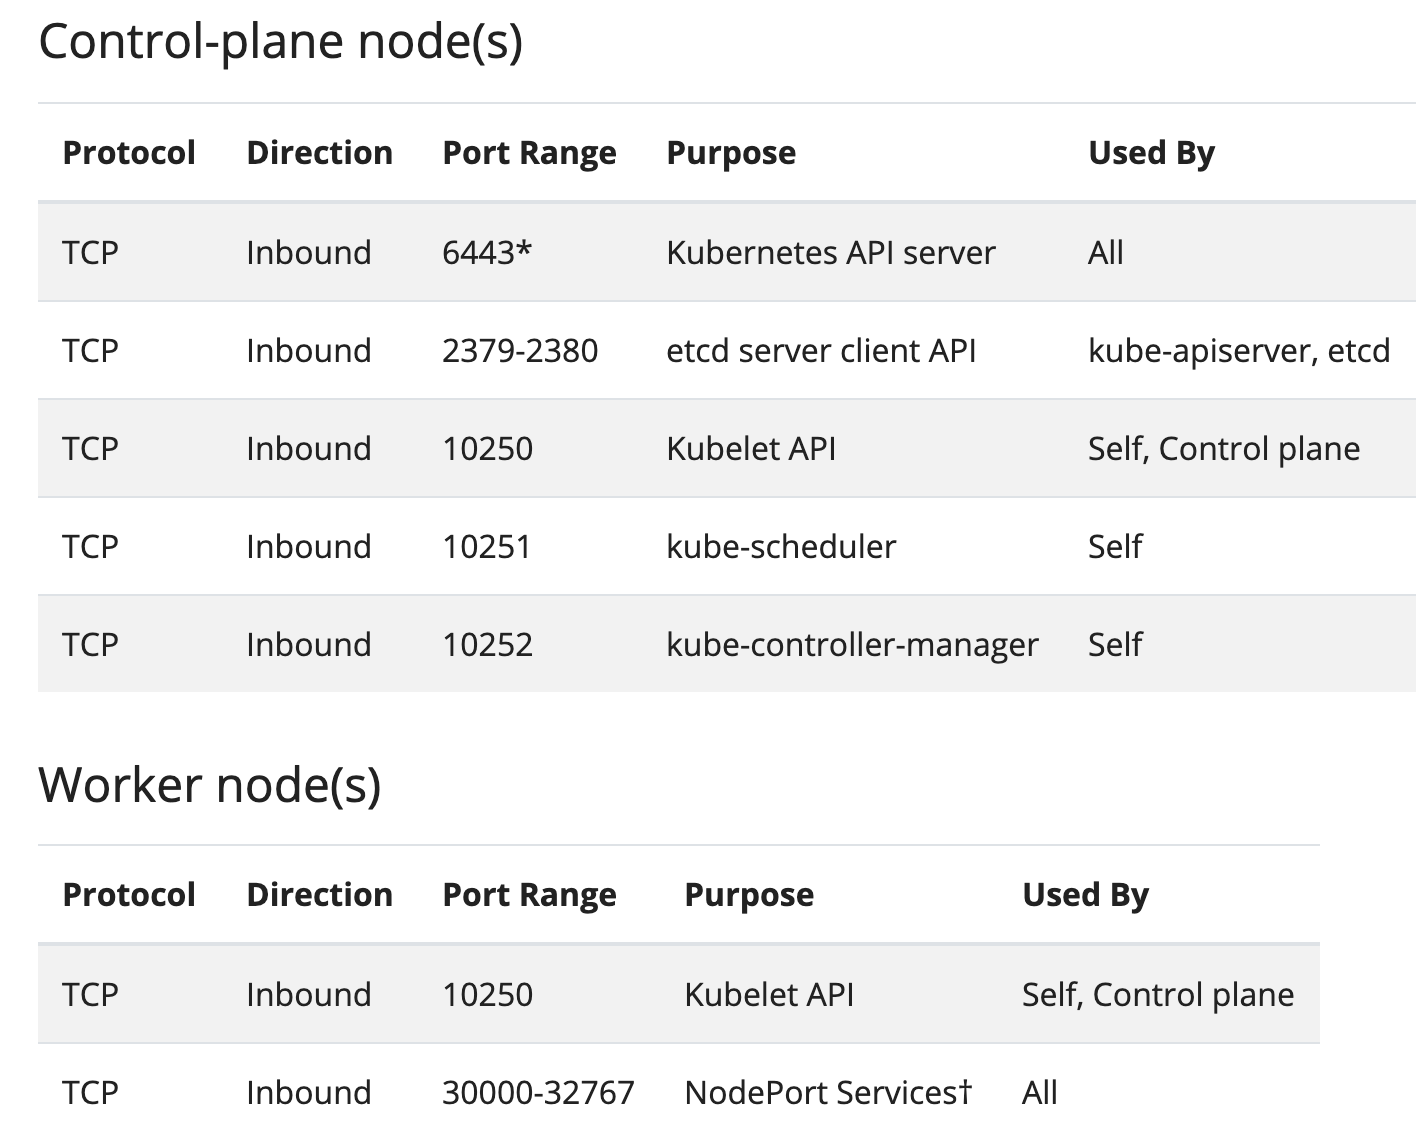 Control-plane node(s)
Protocol Direction Port Range Purpose Used By
TCP Inbound 6443* Kubernetes API server All
TCP Inbound 2379-2380 etcd server client API kube-apiserver, etcd
TCP Inbound 10250 Kubelet API Self, Control plane
TCP Inbound 10251 kube-scheduler Self
TCP Inbound 10252 kube-controller-manager Self
Worker node(s)
Protocol Direction Port Range Purpose Used By
TCP Inbound 10250 Kubelet API Self, Control plane
TCP Inbound 30000-32767 NodePort Services† All